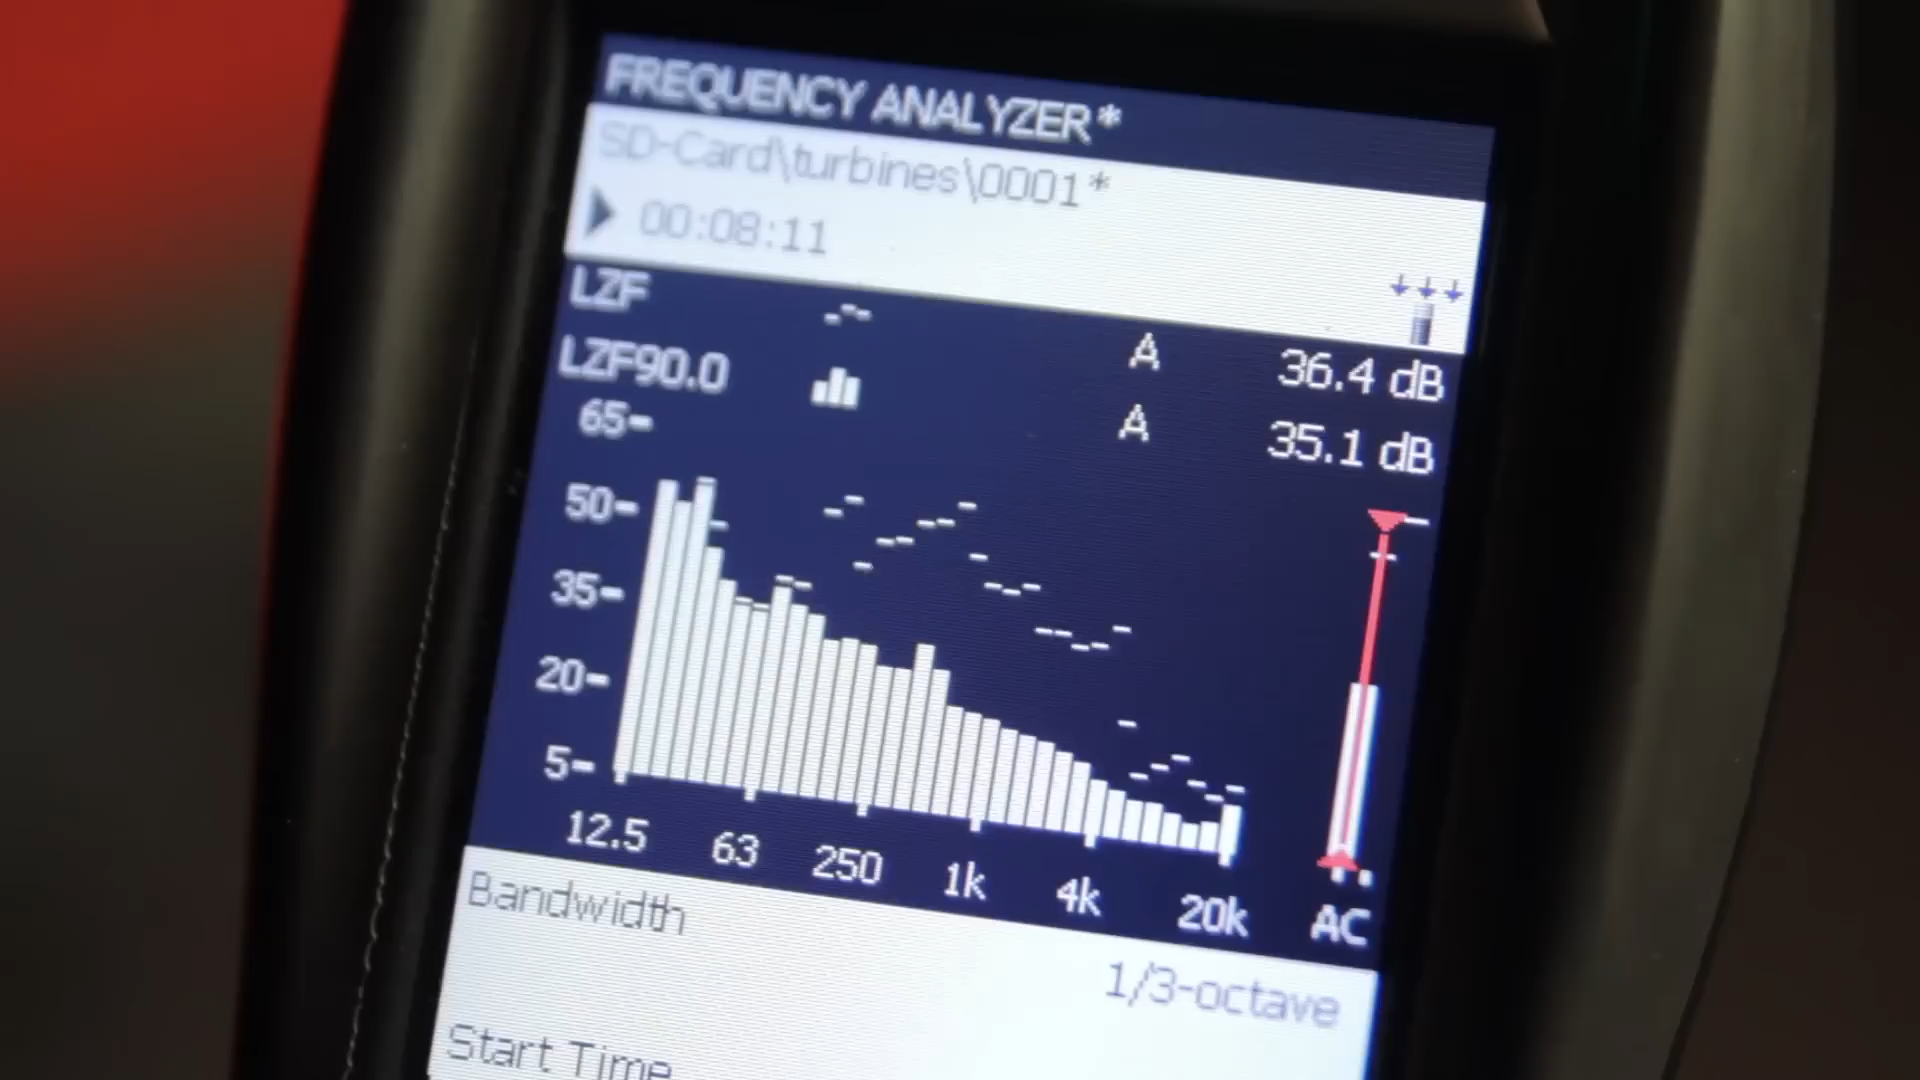 FREQUENCY ANALYZER*
SD-Card\turbines\0001*
00:08:11
LZF A 36.4 dB
LZF90.0 A 35.1 dB
65
50
35
20
5
12.5 63 250 1k 4k 20k AC
Bandwidth
1/3-octave
Start Time